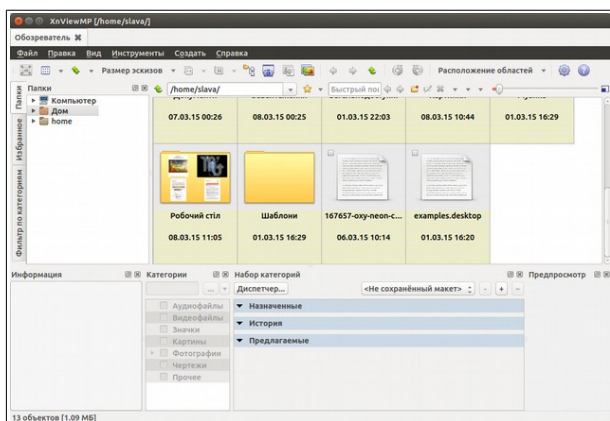 XnViewMP [/home/slava/]
Обозреватель
Файл Правка Вид Инструменты Создать Справка
Размер эскизов Расположение областей
Папки /home/slava/ Быстрый
Папки
Избранное
Фильтр по категориям
Компьютер
Дом
home
07.03.15 00:26 08.03.15 00:25 01.03.15 22:03 08.03.15 10:44 01.03.15 16:29
Робочий стіл Шаблони 167657-oxy-neon-c... examples.desktop
08.03.15 11:05 01.03.15 16:29 06.03.15 10:14 01.03.15 16:20
Информация Категории Набор категорий Предпросмотр
... Диспетчер... <Не сохранённый макет> - + −
Аудиофайлы
Видеофайлы
Значки
Картины
Фотографии
Чертежи
Прочее
Назначенные
История
Предлагаемые
13 объектов [1.09 МБ]